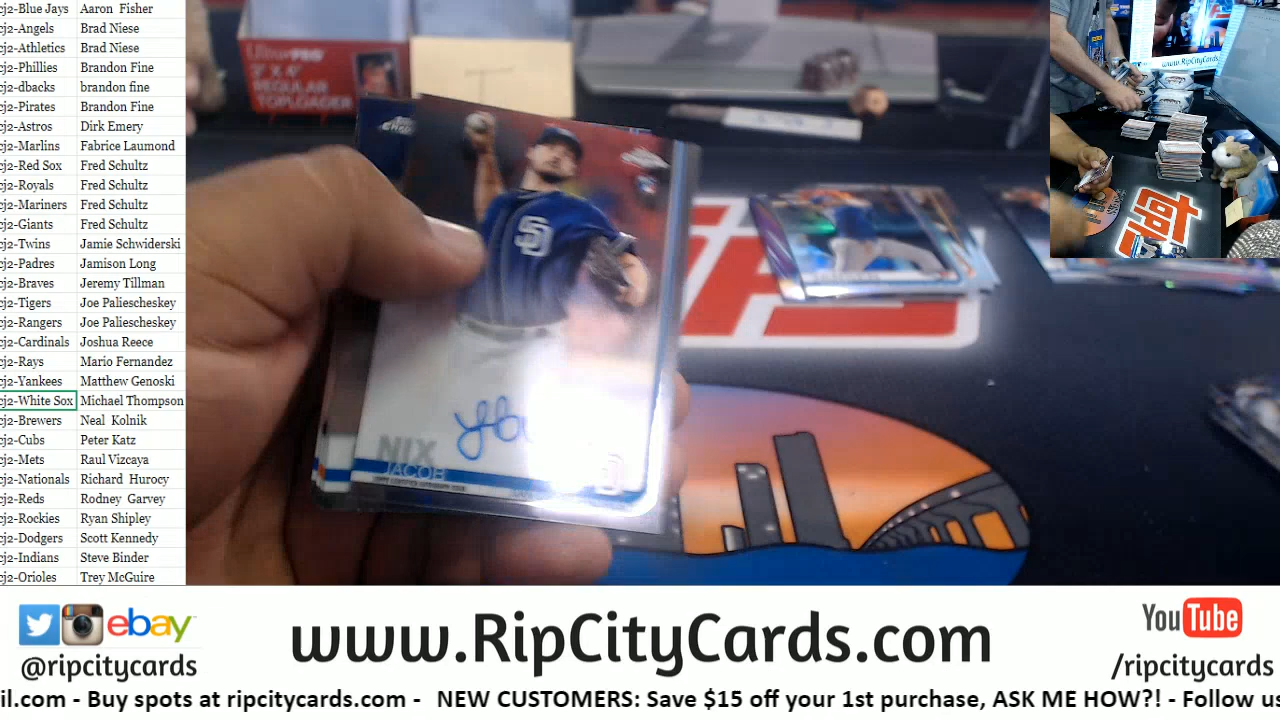 cj2-Blue Jays Aaron Fisher
cj2-Angels Brad Niese
cj2-Athletics Brad Niese
cj2-Phillies Brandon Fine
cj2-dbacks brandon fine
cj2-Pirates Brandon Fine
cj2-Astros Dirk Emery
cj2-Marlins Fabrice Laumond
cj2-Red Sox Fred Schultz
cj2-Royals Fred Schultz
cj2-Mariners Fred Schultz
cj2-Giants Fred Schultz
cj2-Twins Jamie Schwiderski
cj2-Padres Jamison Long
cj2-Braves Jeremy Tillman
cj2-Tigers Joe Paliescheskey
cj2-Rangers Joe Paliescheskey
cj2-Cardinals Joshua Reece
cj2-Rays Mario Fernandez
cj2-Yankees Matthew Genoski
cj2-White Sox Michael Thompson
cj2-Brewers Neal Kolnik
cj2-Cubs Peter Katz
cj2-Mets Raul Vizcaya
cj2-Nationals Richard Hurocy
cj2-Reds Rodney Garvey
cj2-Rockies Ryan Shipley
cj2-Dodgers Scott Kennedy
cj2-Indians Steve Binder
cj2-Orioles Trey McGuire
Ultra PRO
3" X 4"
REGULAR
TOPLOADER
SD
NIX
JACOB
www.RipCityCards.com
ebay
@ripcitycards
www.RipCityCards.com
YouTube
/ripcitycards
il.com - Buy spots at ripcitycards.com - NEW CUSTOMERS: Save $15 off your 1st purchase, ASK ME HOW?! - Follow us